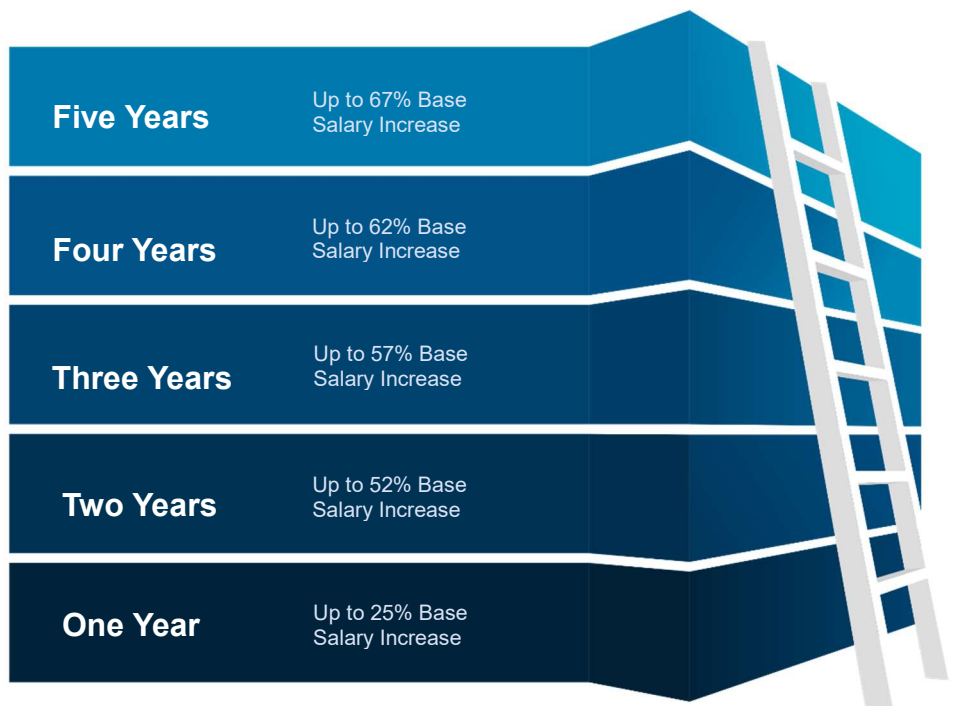 Five Years
Up to 67% Base
Salary Increase
Four Years
Up to 62% Base
Salary Increase
Three Years
Up to 57% Base
Salary Increase
Two Years
Up to 52% Base
Salary Increase
One Year
Up to 25% Base
Salary Increase